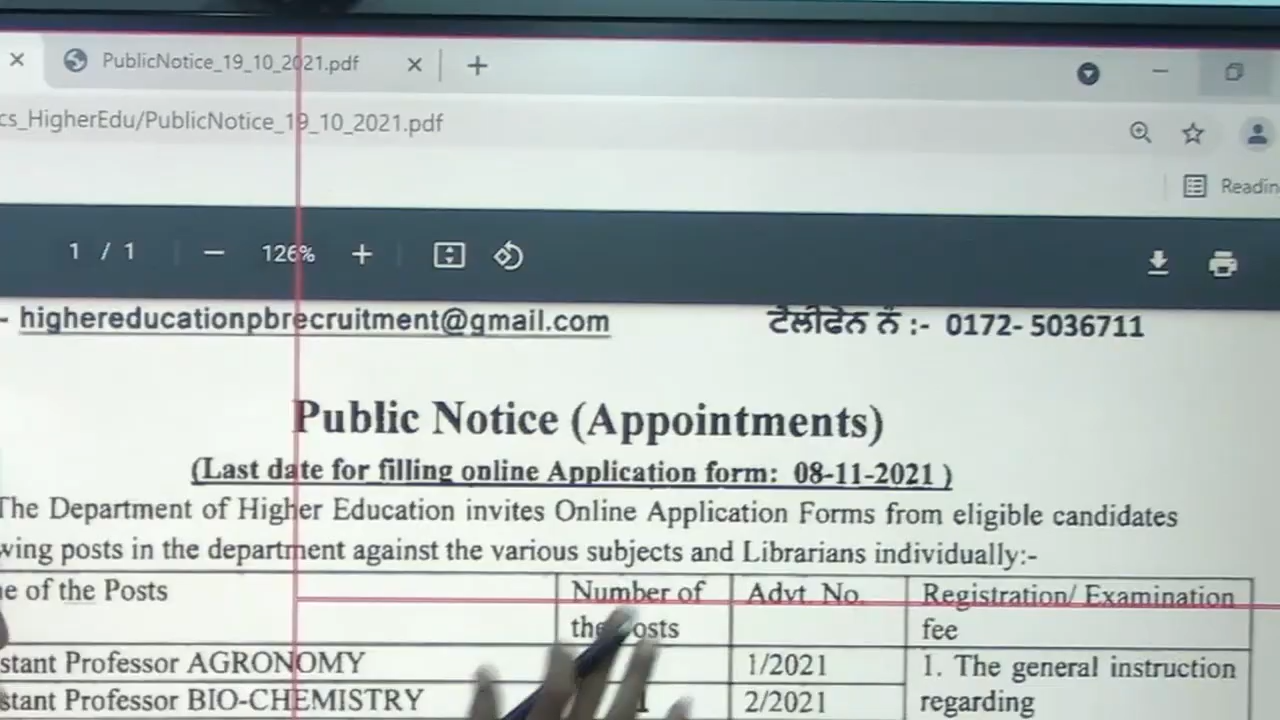 PublicNotice_19_10_2021.pdf
cs_HigherEdu/PublicNotice_19_10_2021.pdf
Readin
1 / 1 126%
- highereducationpbrecruitment@gmail.com ਟੈਲੀਫੋਨ ਨੰ :- 0172- 5036711
Public Notice (Appointments)
(Last date for filling online Application form: 08-11-2021 )
The Department of Higher Education invites Online Application Forms from eligible candidates
wing posts in the department against the various subjects and Librarians individually:-
e of the Posts Number of Advt. No. Registration/ Examination
the Posts fee
stant Professor AGRONOMY 1/2021 1. The general instruction
stant Professor BIO-CHEMISTRY 2/2021 regarding